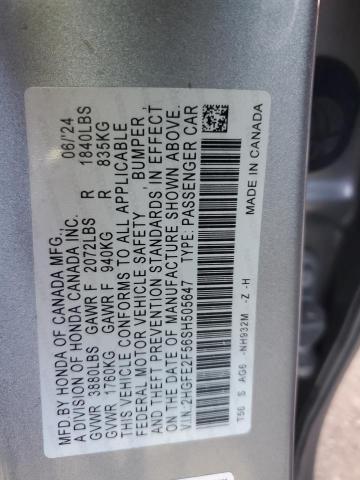 MFD.BY HONDA OF CANADA MFG.,
A DIVISION OF HONDA CANADA INC. 06/'24
GVWR 3880LBS GAWR F 2072LBS R 1840LBS
GVWR 1760KG GAWR F 940KG R 835KG
THIS VEHICLE CONFORMS TO ALL APPLICABLE
FEDERAL MOTOR VEHICLE SAFETY , BUMPER ,
AND THEFT PREVENTION STANDARDS IN EFFECT
ON THE DATE OF MANUFACTURE SHOWN ABOVE.
V.I.N.:2HGFE2F56SH505647 TYPE:PASSENGER CAR
T56 S AG6 -NH932M -Z -H MADE IN CANADA